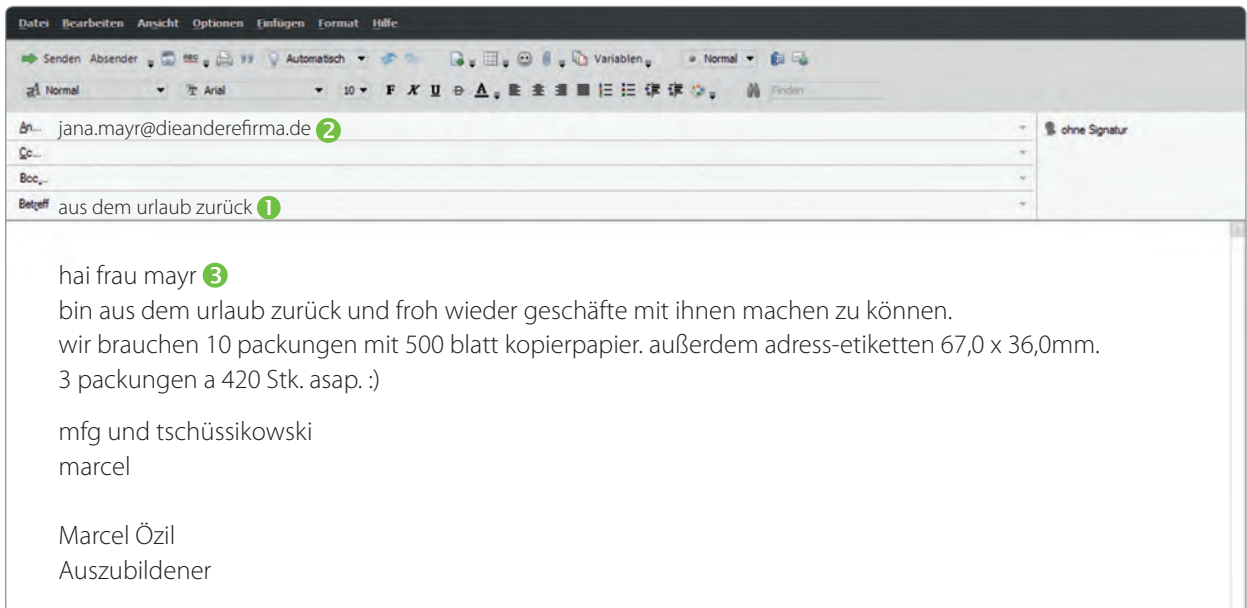 Datei Bearbeiten Ansicht Optionen Einfügen Format Hilfe
Senden Absender Automatisch Variablen Normal
Normal Arial 10 F X U A Finden
An... jana.mayr@dieanderefirma.de 2 ohne Signatur
Cc...
Bcc...
Betreff aus dem urlaub zurück 1
hai frau mayr 3
bin aus dem urlaub zurück und froh wieder geschäfte mit ihnen machen zu können.
wir brauchen 10 packungen mit 500 blatt kopierpapier. außerdem adress-etiketten 67,0 x 36,0mm.
3 packungen a 420 Stk. asap. :)
mfg und tschüssikowski
marcel
Marcel Özil
Auszubildener